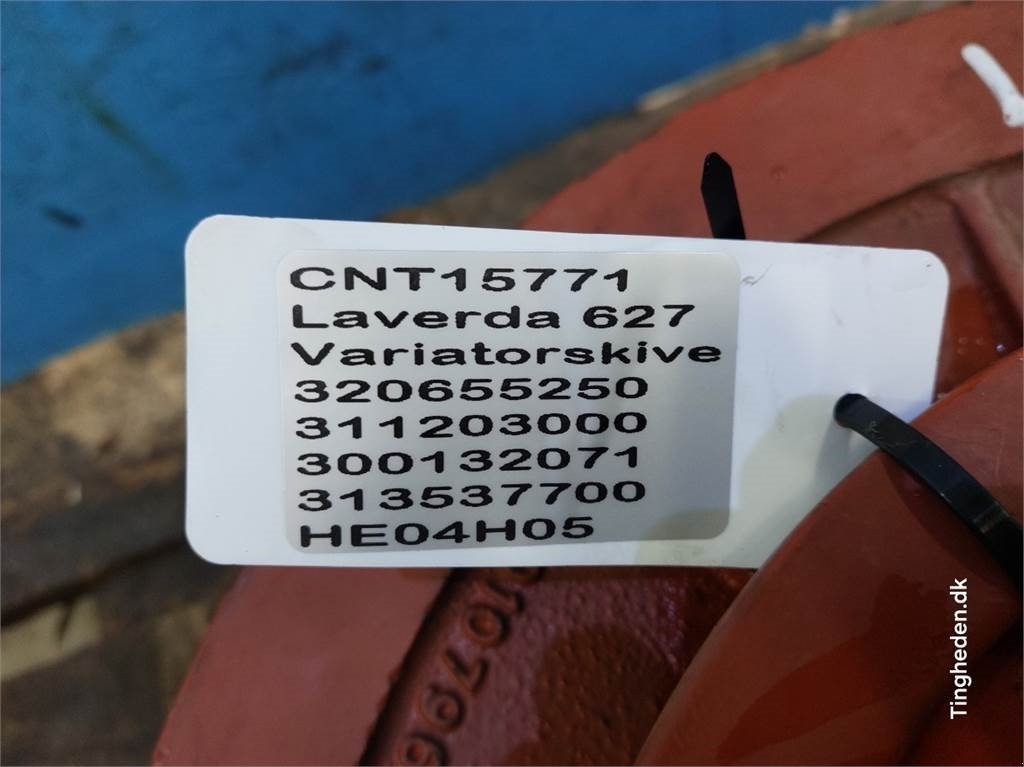 CNT15771
Laverda 627
Variatorskive
320655250
311203000
300132071
313537700
HE04H05
Tingheden.dk